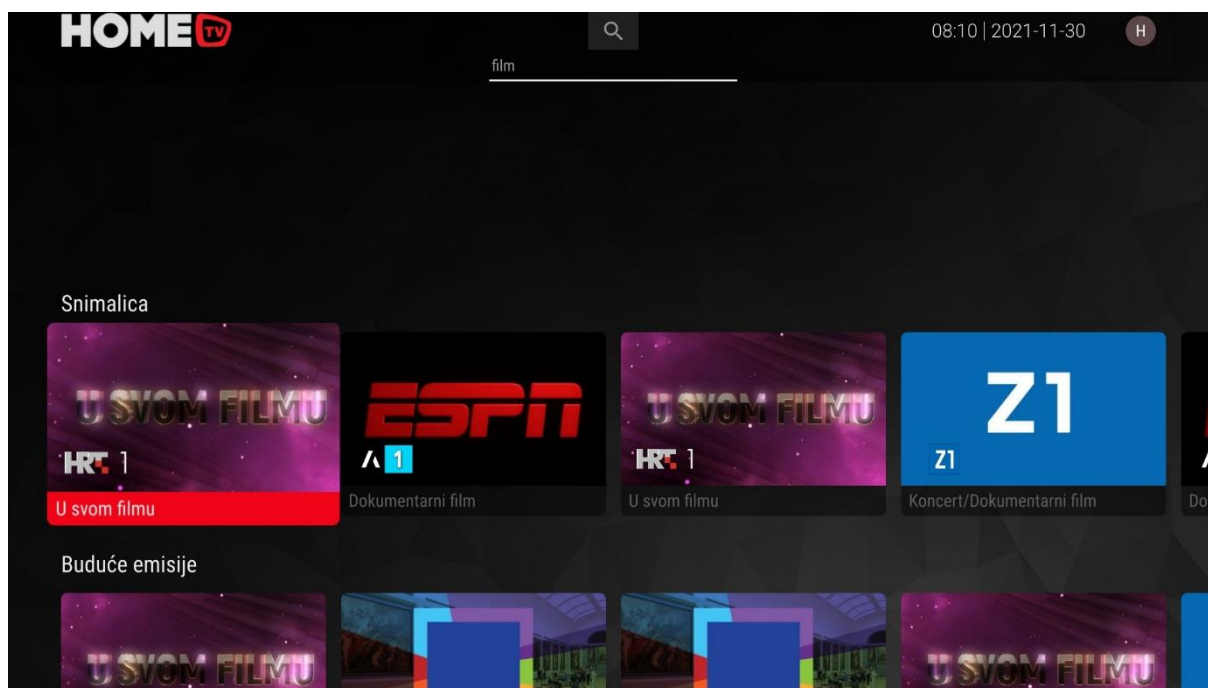 HOME TV
08:10 | 2021-11-30
H
film
Snimalica
U SVOM FILMU
HRT 1
U svom filmu
ESPN
A 1
Dokumentarni film
U SVOM FILMU
HRT 1
U svom filmu
Z1
Z1
Koncert/Dokumentarni film
Do
Buduće emisije
U SVOM FILMU
U SVOM FILMU